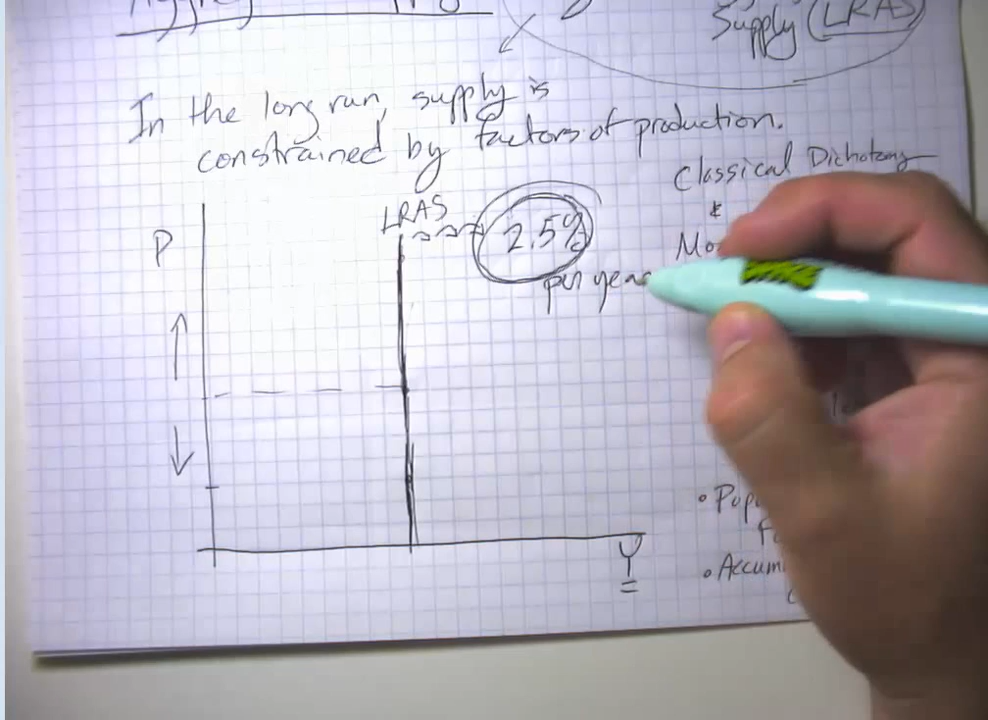 Supply (LRAS)
In the long run, supply is
constrained by factors of production.
Classical Dichotomy
&
LRAS
2.5%
per year
P
Y